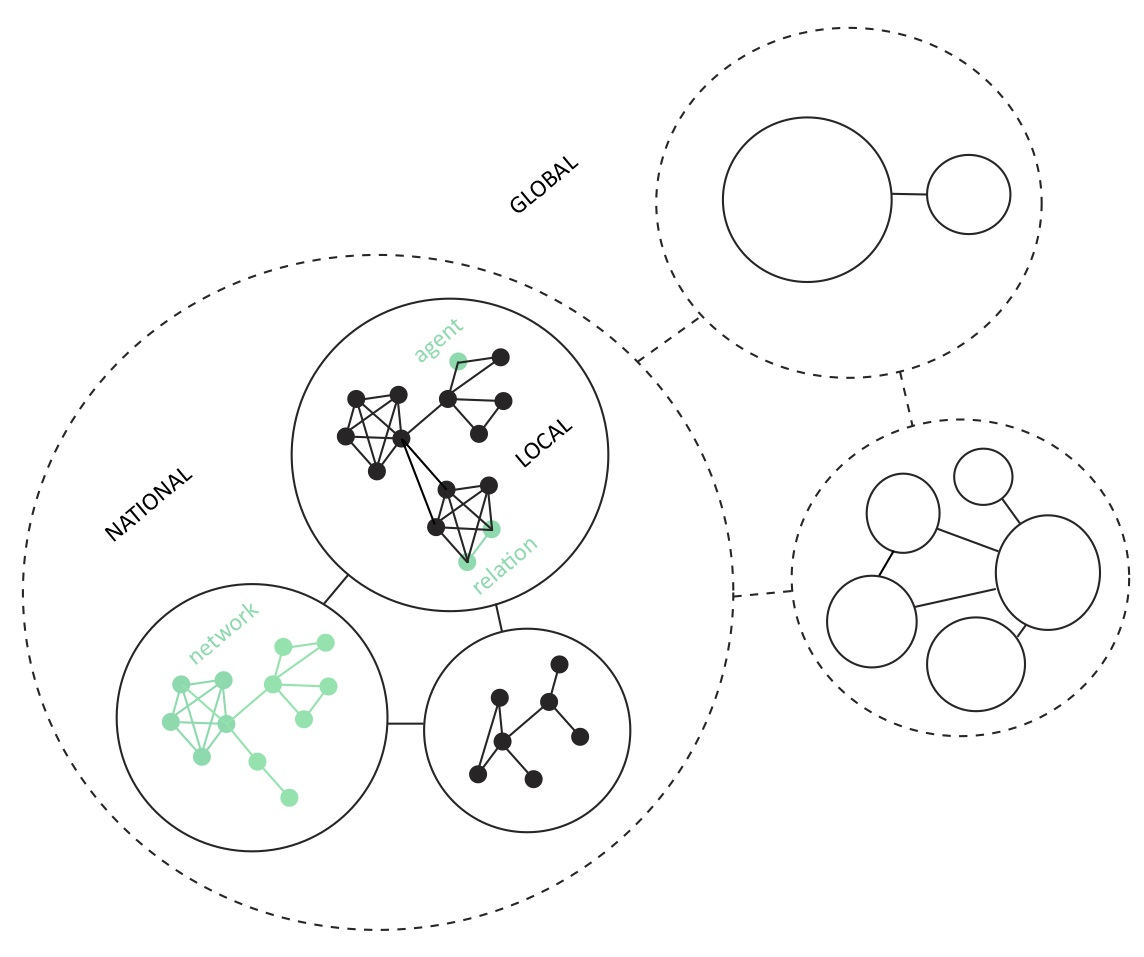 GLOBAL
agent
LOCAL
NATIONAL
relation
network